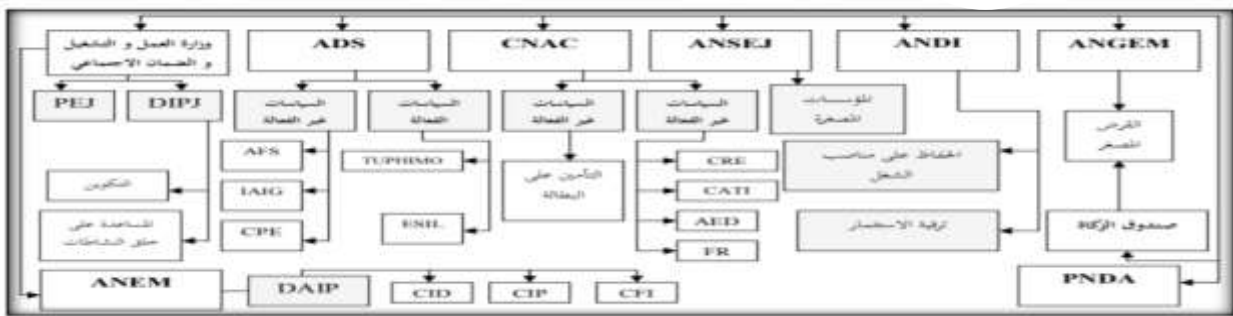 وزارة العمل و التشغيل
و الضمان الاجتماعي
ADS
CNAC
ANSEJ
ANDI
ANGEM
PEJ
DIPJ
السياسات
غير الفعالة
السياسات
الفعالة
السياسات
غير الفعالة
السياسات
غير الفعالة
المؤسسات
المصغرة
القرض
المصغر
AFS
TUPHIMO
التأمين على
البطالة
CRE
الحفاظ على مناصب
الشغل
التكوين
IAIG
CATI
المساعدة على
خلق النشاطات
CPE
ESIL
AED
ترقية الاستثمار
صندوق الزكاة
FR
ANEM
DAIP
CID
CIP
CFI
PNDA